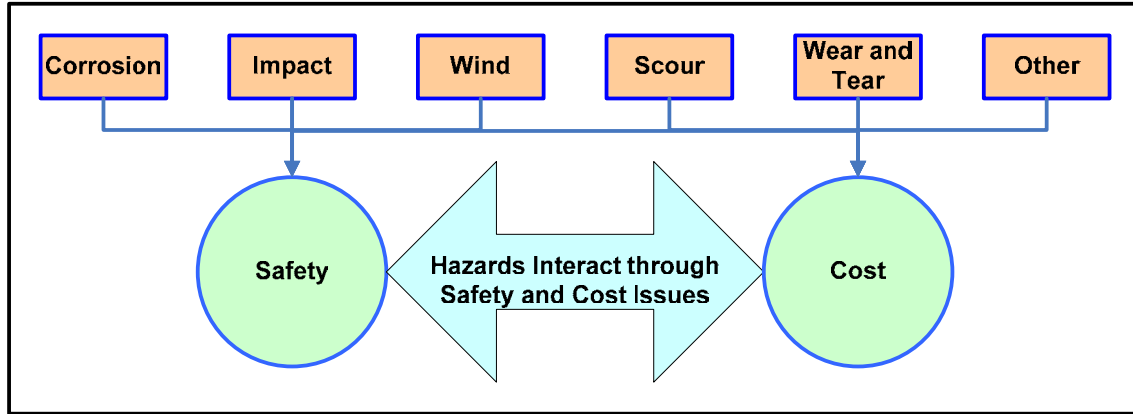 Corrosion
Impact
Wind
Scour
Wear and
Tear
Other
Safety
Hazards Interact through
Safety and Cost Issues
Cost